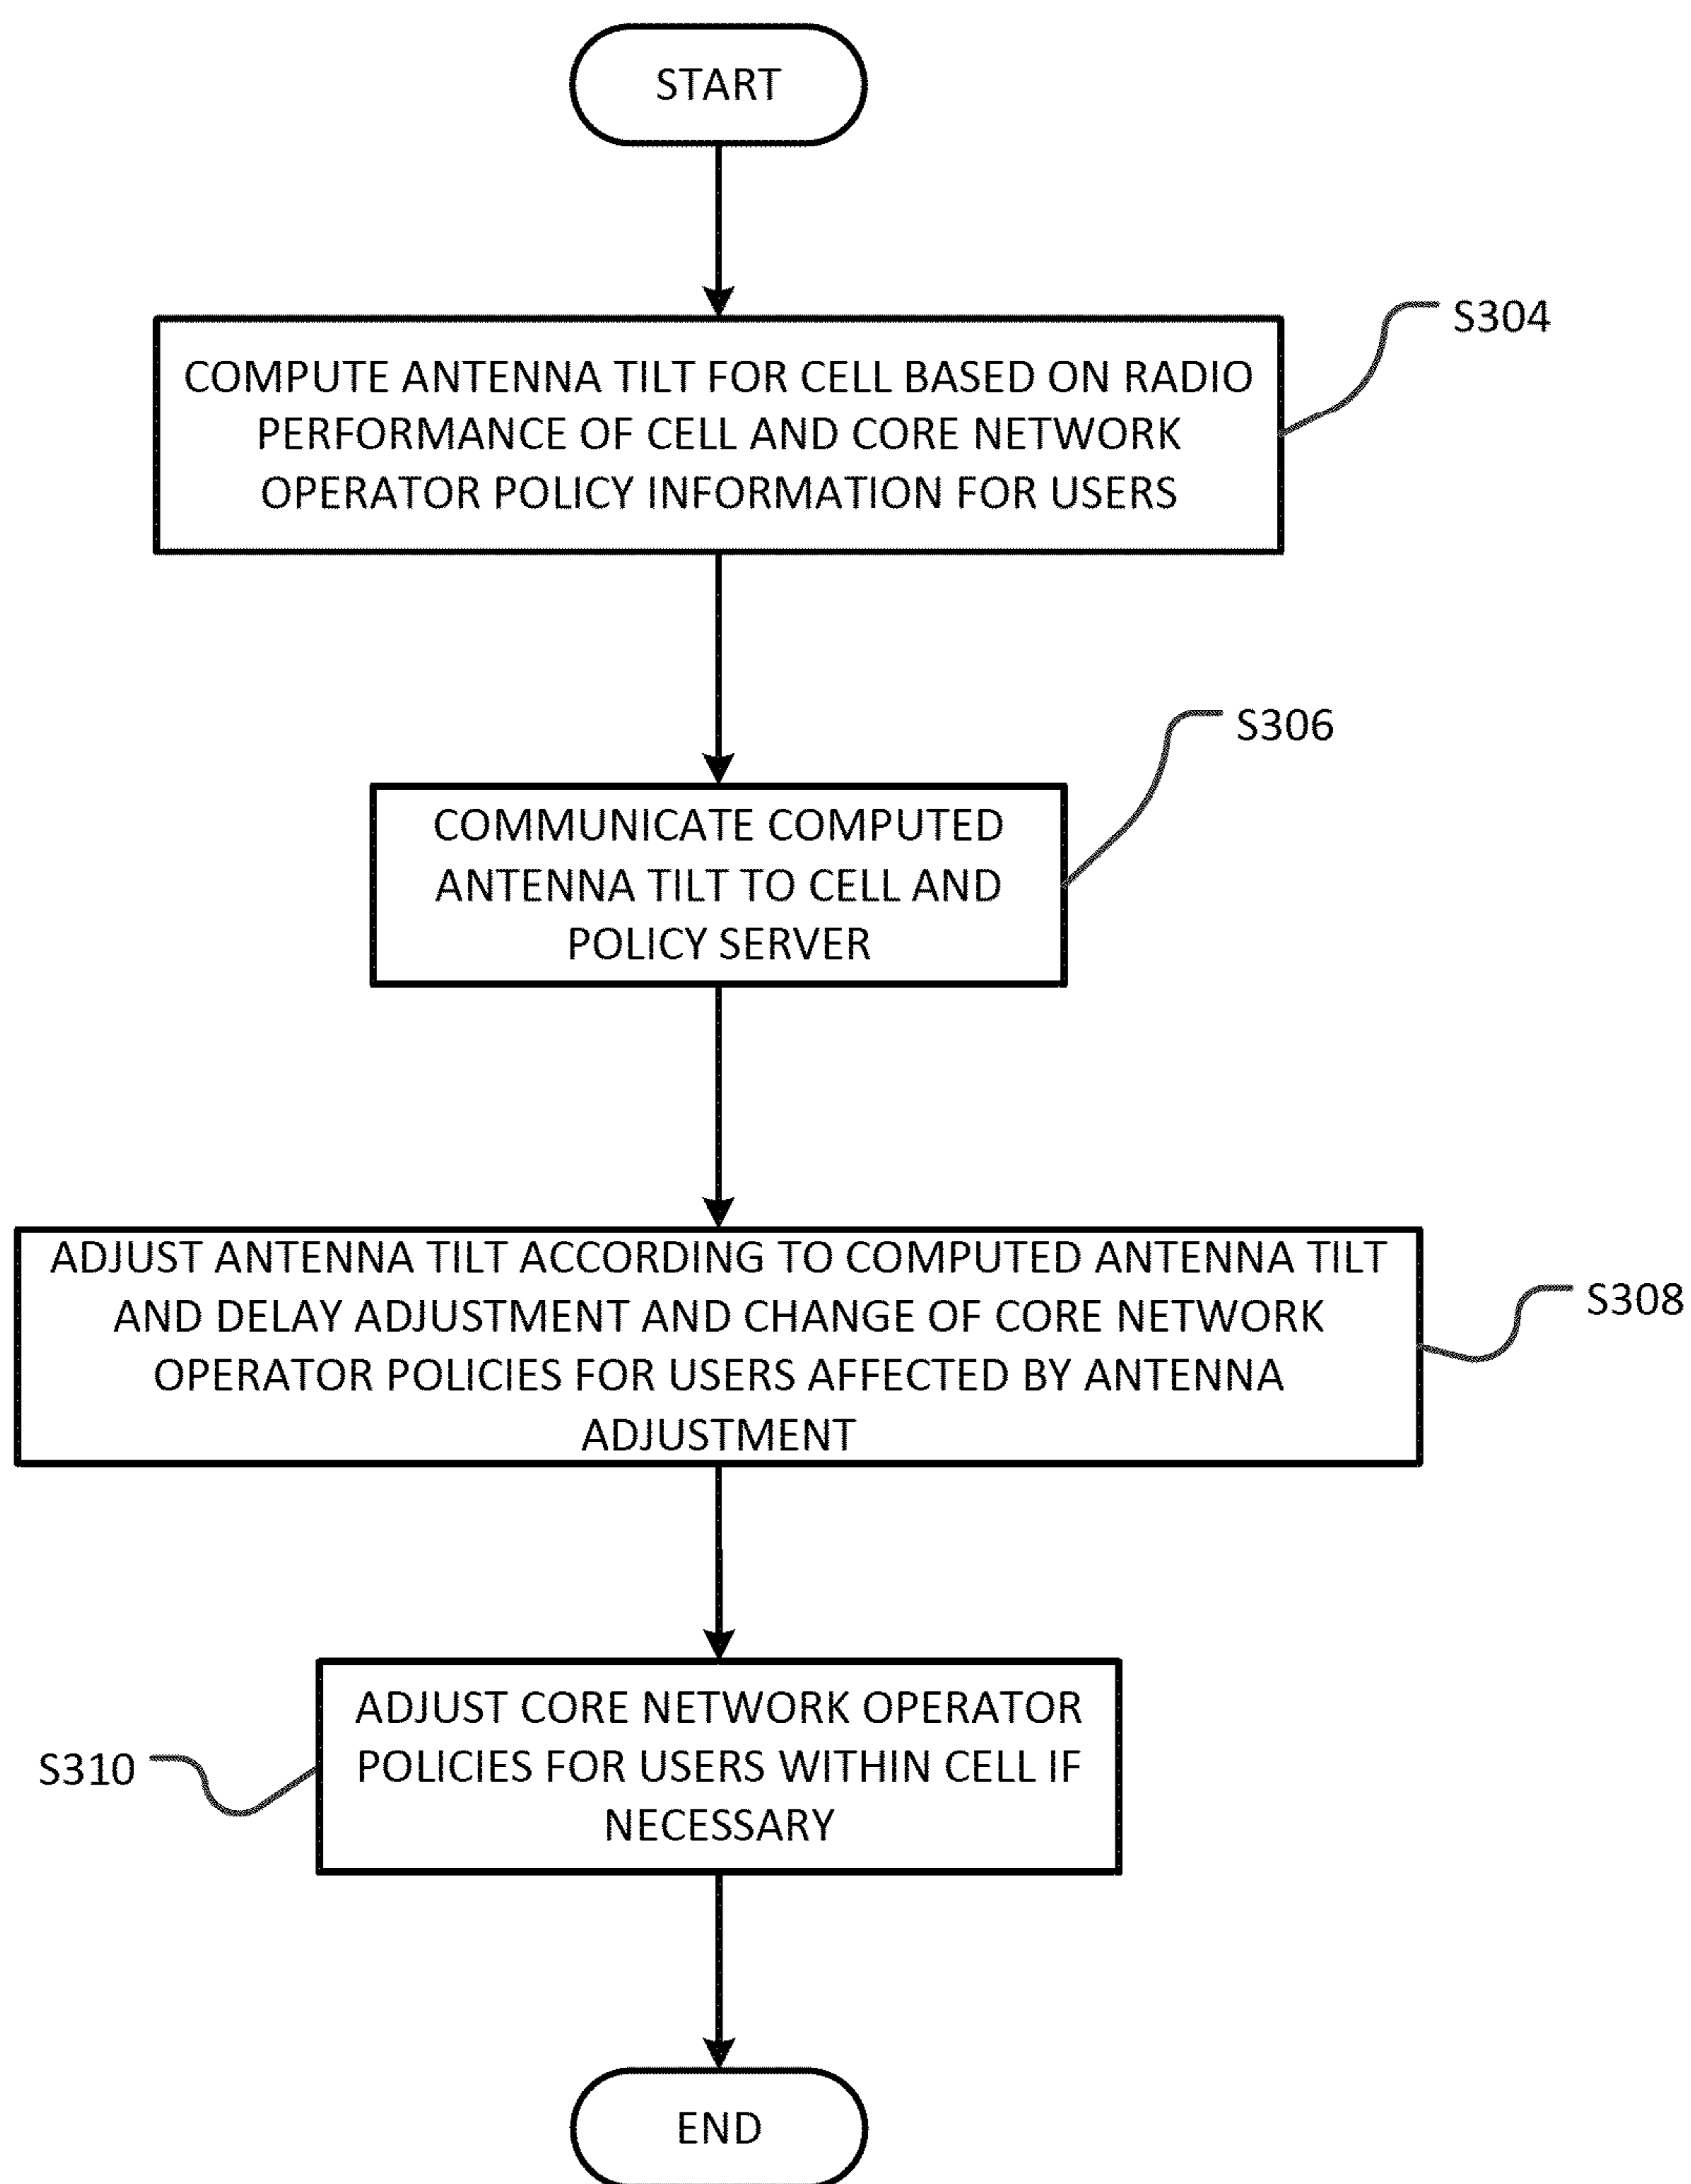 START
S304
COMPUTE ANTENNA TILT FOR CELL BASED ON RADIO
PERFORMANCE OF CELL AND CORE NETWORK
OPERATOR POLICY INFORMATION FOR USERS
S306
COMMUNICATE COMPUTED
ANTENNA TILT TO CELL AND
POLICY SERVER
ADJUST ANTENNA TILT ACCORDING TO COMPUTED ANTENNA TILT
AND DELAY ADJUSTMENT AND CHANGE OF CORE NETWORK
OPERATOR POLICIES FOR USERS AFFECTED BY ANTENNA
ADJUSTMENT
S308
ADJUST CORE NETWORK OPERATOR
POLICIES FOR USERS WITHIN CELL IF
NECESSARY
S310
END